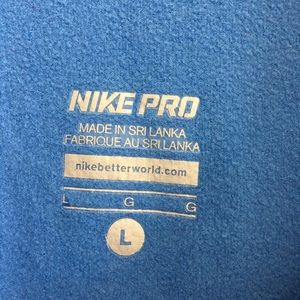 NIKE PRO
MADE IN SRI LANKA
FABRIQUE AU SRI LANKA
nikebetterworld.com
L G G
L